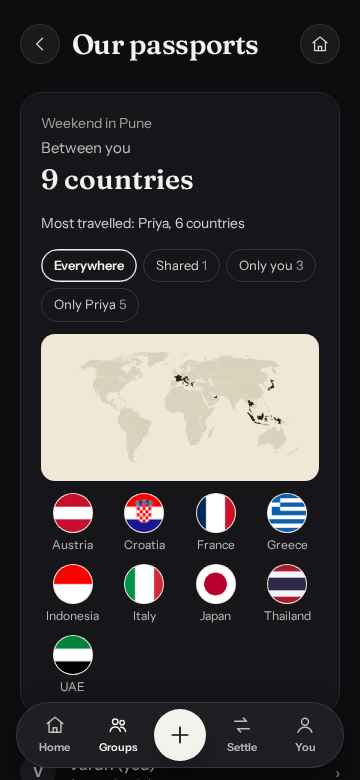 Our passports
Weekend in Pune
Between you
9 countries
Most travelled: Priya, 6 countries
Everywhere Shared 1 Only you 3
Only Priya 5
Austria Croatia France Greece
Indonesia Italy Japan Thailand
UAE
Home Groups Settle You